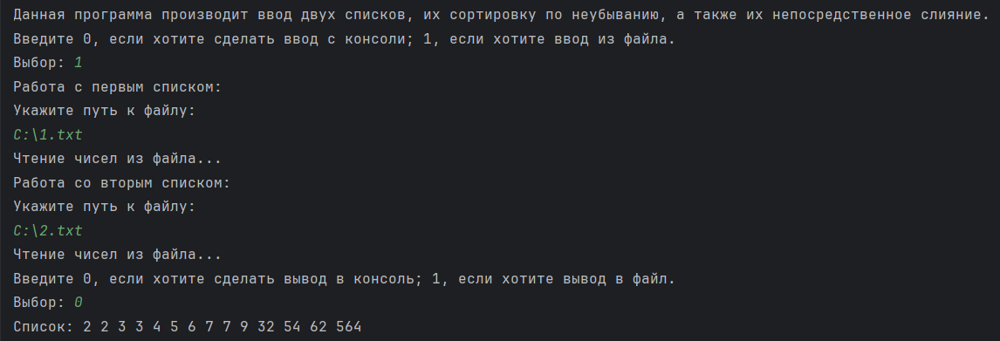 Данная программа производит ввод двух списков, их сортировку по неубыванию, а также их непосредственное слияние.
Введите 0, если хотите сделать ввод с консоли; 1, если хотите ввод из файла.
Выбор: 1
Работа с первым списком:
Укажите путь к файлу:
C:\1.txt
Чтение чисел из файла...
Работа со вторым списком:
Укажите путь к файлу:
C:\2.txt
Чтение чисел из файла...
Введите 0, если хотите сделать вывод в консоль; 1, если хотите вывод в файл.
Выбор: 0
Список: 2 2 3 3 4 5 6 7 7 9 32 54 62 564